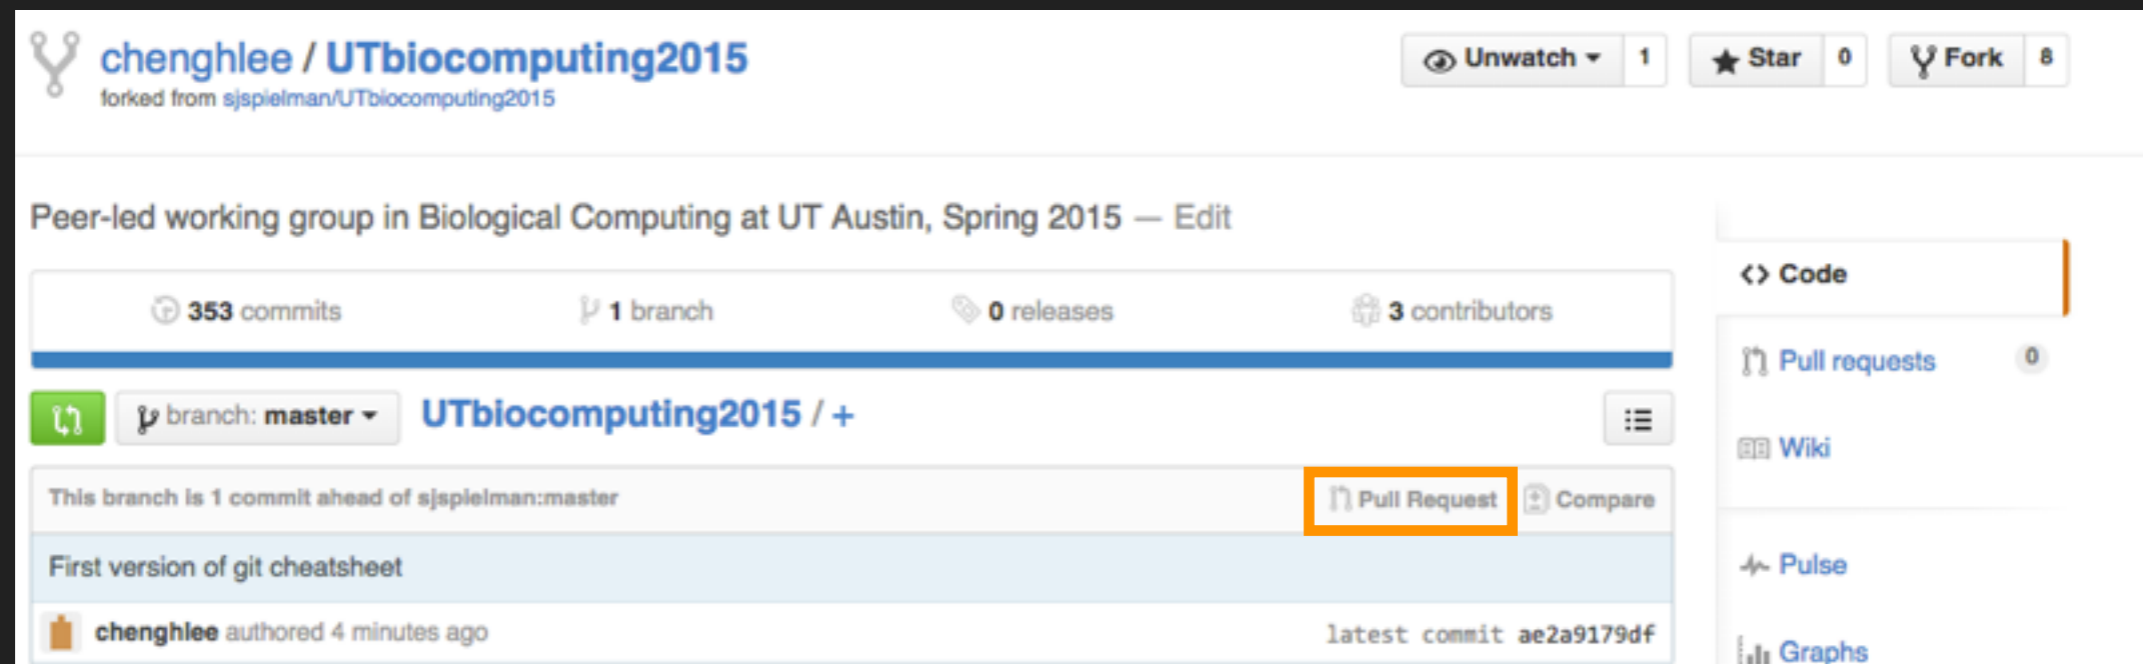 chenghlee / UTbiocomputing2015
forked from sjspielman/UTbiocomputing2015
Unwatch 1
Star 0
Fork 8
Peer-led working group in Biological Computing at UT Austin, Spring 2015 — Edit
353 commits
1 branch
0 releases
3 contributors
branch: master
UTbiocomputing2015 / +
This branch is 1 commit ahead of sjspielman:master
Pull Request
Compare
First version of git cheatsheet
chenghlee authored 4 minutes ago
latest commit ae2a9179df
Code
Pull requests 0
Wiki
Pulse
Graphs